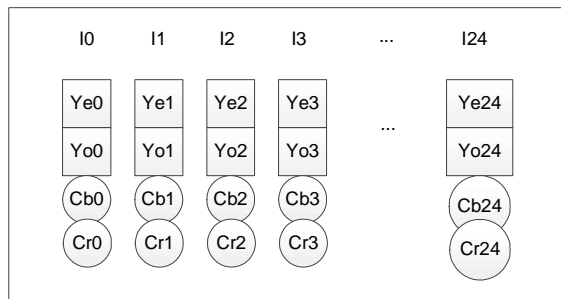 I0 I1 I2 I3 ... I24
Ye0 Ye1 Ye2 Ye3 Ye24
...
Yo0 Yo1 Yo2 Yo3 Yo24
Cb0 Cb1 Cb2 Cb3 Cb24
Cr0 Cr1 Cr2 Cr3 Cr24